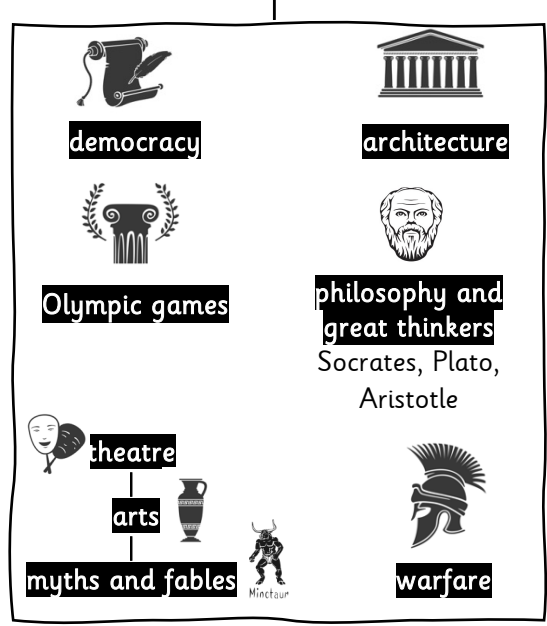 democracy
architecture
Olympic games
philosophy and
great thinkers
Socrates, Plato,
Aristotle
theatre
arts
myths and fables
Minotaur
warfare